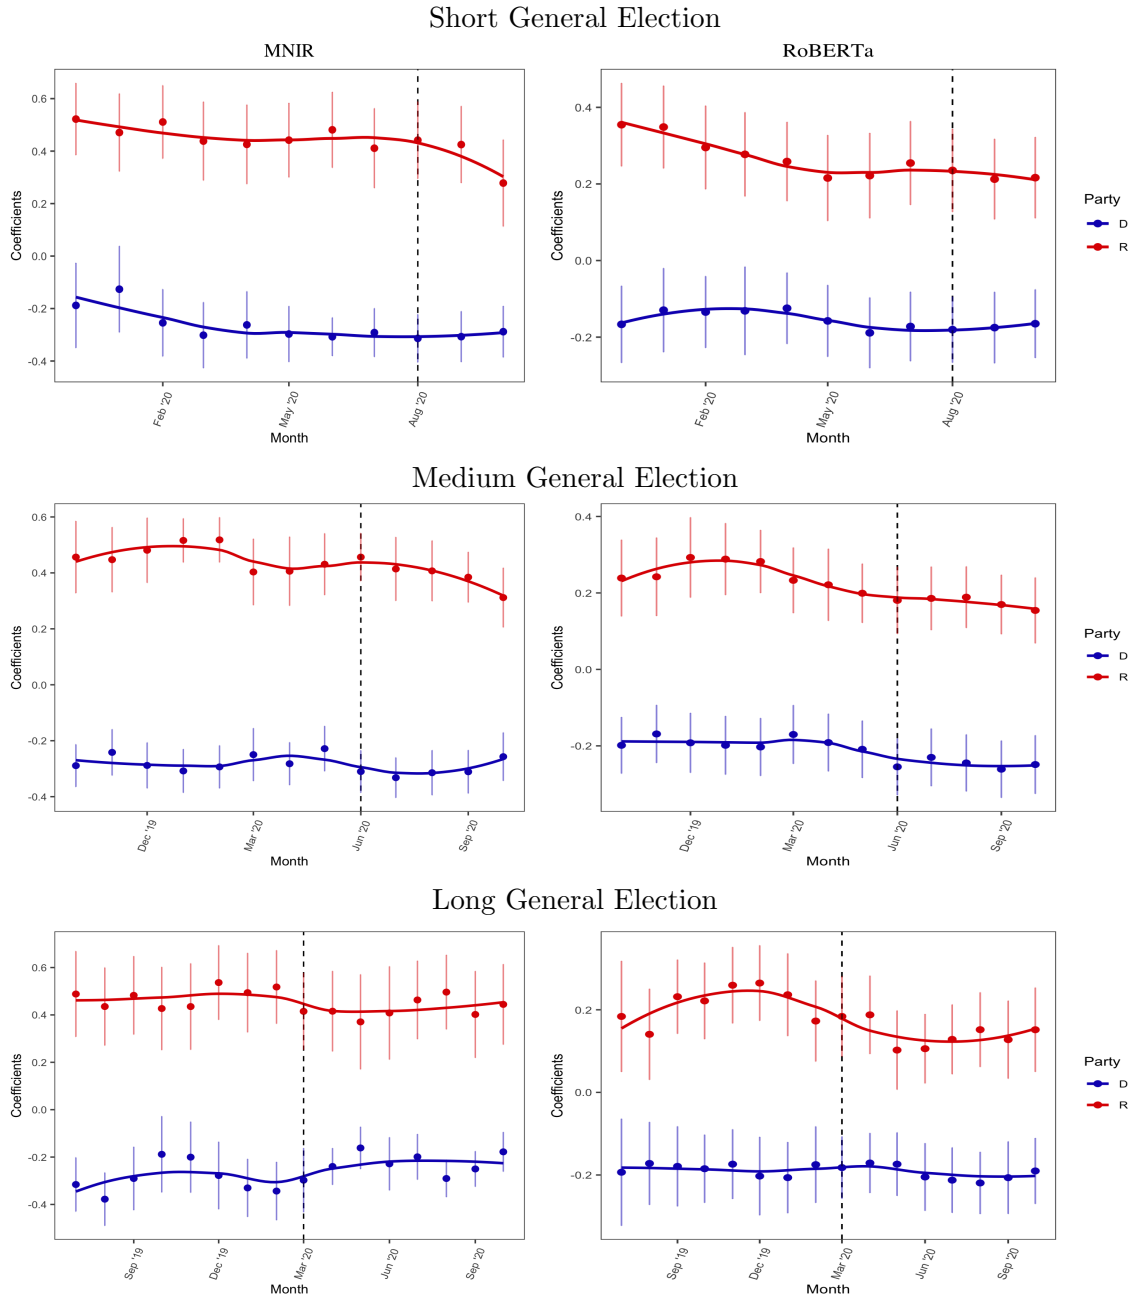 Short General Election
MNIR
RoBERTa
Coefficients
0.6
0.4
0.2
0.0
-0.2
-0.4
Feb '20
May '20
Aug '20
Month
Coefficients
0.4
0.2
0.0
-0.2
Feb '20
May '20
Aug '20
Month
Party
D
R
Medium General Election
Coefficients
0.6
0.4
0.2
0.0
-0.2
-0.4
Dec '19
Mar '20
Jun '20
Sep '20
Month
Coefficients
0.4
0.2
0.0
-0.2
Dec '19
Mar '20
Jun '20
Sep '20
Month
Party
D
R
Long General Election
Coefficients
0.6
0.4
0.2
0.0
-0.2
-0.4
Sep '19
Dec '19
Mar '20
Jun '20
Sep '20
Month
Coefficients
0.2
0.0
-0.2
Sep '19
Dec '19
Mar '20
Jun '20
Sep '20
Month
Party
D
R